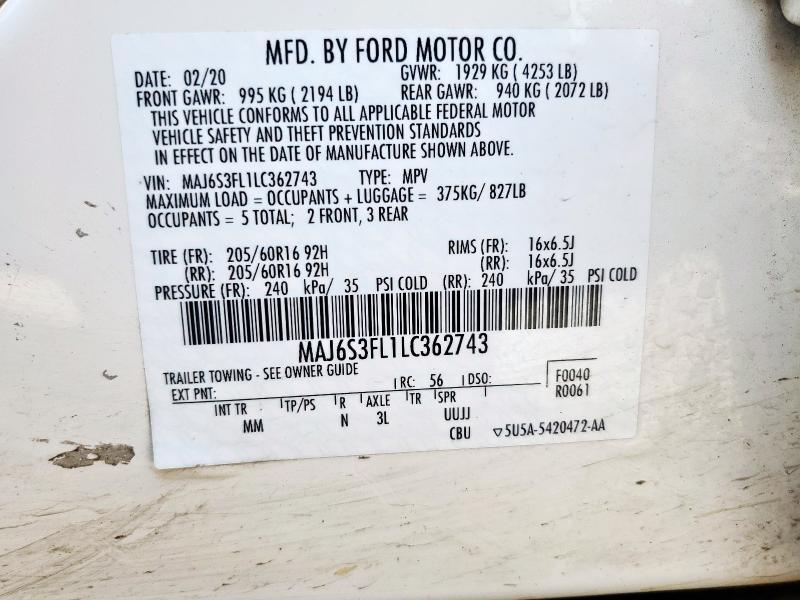 MFD. BY FORD MOTOR CO.
DATE: 02/20 GVWR: 1929 KG ( 4253 LB)
FRONT GAWR: 995 KG ( 2194 LB) REAR GAWR: 940 KG ( 2072 LB)
THIS VEHICLE CONFORMS TO ALL APPLICABLE FEDERAL MOTOR
VEHICLE SAFETY AND THEFT PREVENTION STANDARDS
IN EFFECT ON THE DATE OF MANUFACTURE SHOWN ABOVE.
VIN: MAJ6S3FL1LC362743 TYPE: MPV
MAXIMUM LOAD = OCCUPANTS + LUGGAGE = 375KG/ 827LB
OCCUPANTS = 5 TOTAL; 2 FRONT, 3 REAR
TIRE (FR): 205/60R16 92H RIMS (FR): 16x6.5J
(RR): 205/60R16 92H (RR): 16x6.5J
PRESSURE (FR): 240 kPa/ 35 PSI COLD (RR): 240 kPa/ 35 PSI COLD
MAJ6S3FL1LC362743
TRAILER TOWING - SEE OWNER GUIDE
EXT PNT: RC: 56 DSO: F0040
R0061
INT TR TP/PS R AXLE TR SPR
MM N 3L UUJJ
CBU ▽5U5A-5420472-AA